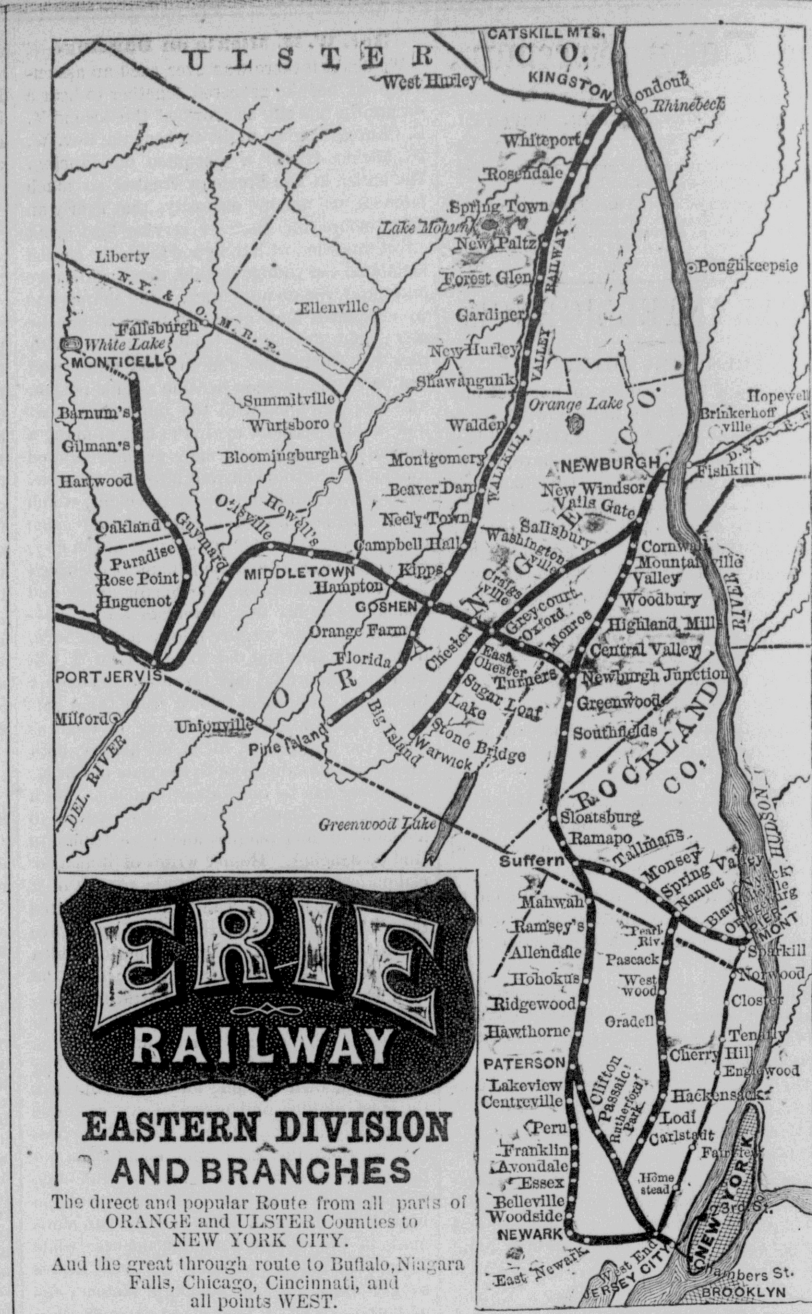 CATSKILL MTS.
ULSTER CO.
West Hurley
KINGSTON
Rondout
Rhinebeck
Whiteport
Rosendale
Spring Town
Lake Mohunk
New Paltz
Forest Glen
Gardiner
New Hurley
Shawangunk
WALLKILL VALLEY RAILWAY
Poughkeepsie
Liberty
N.Y. & O. M. R. R.
Fallsburgh
White Lake
MONTICELLO
Ellenville
Summitville
Wurtsboro
Bloomingburgh
Barnum's
Gilman's
Hartwood
Oakland
Paradise
Rose Point
Huguenot
Guymard
Otisville
Howell's
MIDDLETOWN
Hampton
GOSHEN
Walden
Montgomery
Beaver Dam
Neely Town
Campbell Hall
Kipps
Orange Lake
Hopewell
Brinkerhoff
ville
Fishkill
NEWBURGH
New Windsor
Vails Gate
Salisbury
Washington
ville
Craigs
ville
Greycourt
Oxford
Monroe
Chester
East
Chester
Turners
Cornwall
Mountainville
Valley
Woodbury
Highland Mill
Central Valley
Newburgh Junction
Greenwood
Southfields
ORANGE CO.
Orange Farm
Florida
Big Island
Pine Island
Sugar Loaf
Lake
Stone Bridge
Warwick
PORT JERVIS
Milford
DEL. RIVER
Unionville
Greenwood Lake
ROCKLAND
CO.
HUDSON
RIVER
Sloatsburg
Ramapo
Suffern
Tallmans
Monsey
Spring Valley
Nanuet
PIERMONT
Sparkill
Norwood
Closter
Tenafly
Englewood
Mahwah
Ramsey's
Allendale
Hohokus
Ridgewood
Hawthorne
PATERSON
Lakeview
Centreville
Peru
Franklin
Avondale
Essex
Belleville
Woodside
NEWARK
East Newark
Pearl
Riv.
Pascack
West
wood
Oradell
Cherry Hill
Hackensack
Lodi
Carlstadt
Fairview
Home
stead
Clifton
Passaic
Rutherford
Park
West End
JERSEY CITY
NEW YORK
23rd St.
Chambers St.
BROOKLYN
ERIE
RAILWAY
EASTERN DIVISION
AND BRANCHES
The direct and popular Route from all parts of
ORANGE and ULSTER Counties to
NEW YORK CITY.
And the great through route to Buffalo, Niagara
Falls, Chicago, Cincinnati, and
all points WEST.